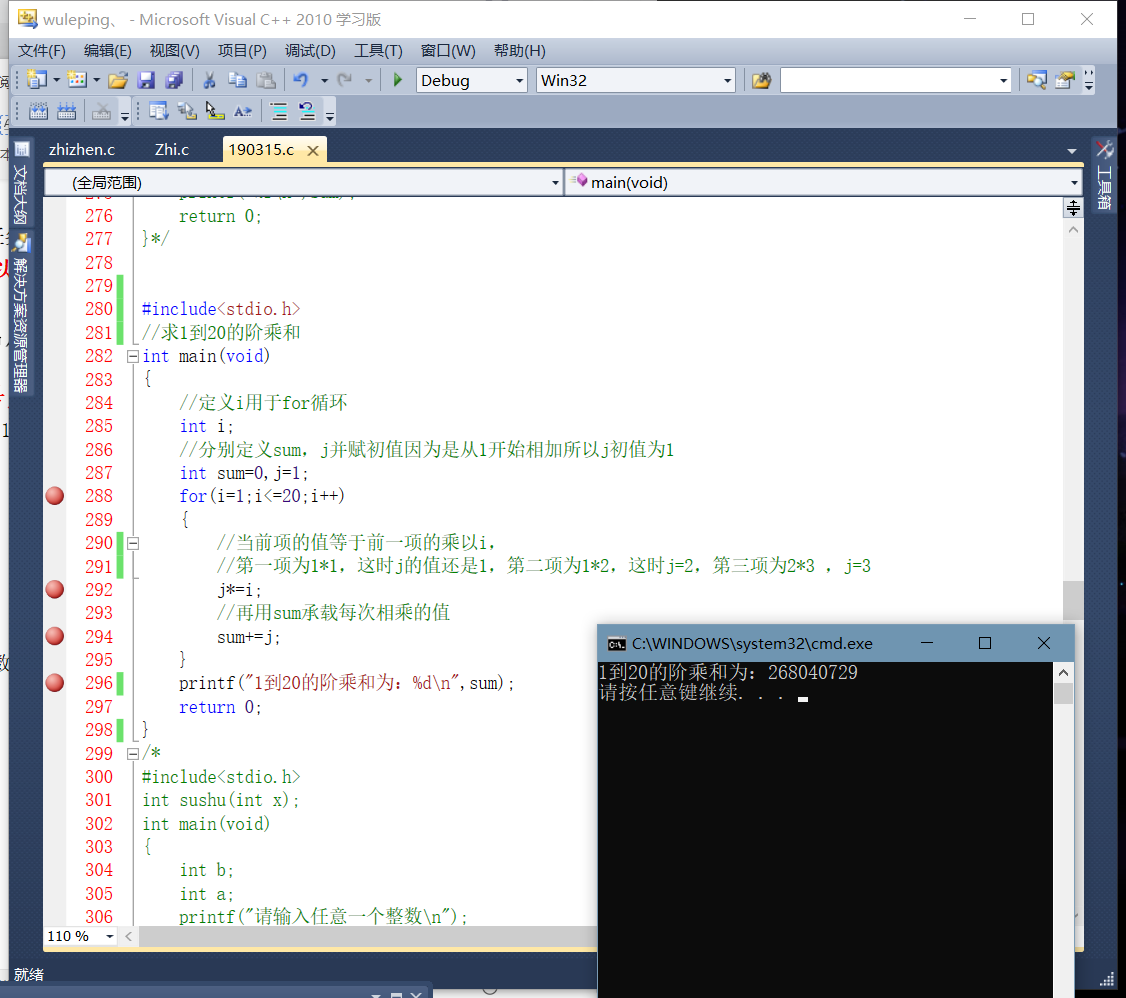 wuleping、 - Microsoft Visual C++ 2010 学习版
文件(F) 编辑(E) 视图(V) 项目(P) 调试(D) 工具(T) 窗口(W) 帮助(H)
Debug Win32
zhizhen.c Zhi.c 190315.c
(全局范围) main(void)
文档大纲
解决方案资源管理器
工具箱
276 return 0;
277 }*/
278
279
280 #include<stdio.h>
281 //求1到20的阶乘和
282 int main(void)
283 {
284 //定义i用于for循环
285 int i;
286 //分别定义sum，j并赋初值因为是从1开始相加所以j初值为1
287 int sum=0,j=1;
288 for(i=1;i<=20;i++)
289 {
290 //当前项的值等于前一项的乘以i，
291 //第一项为1*1，这时j的值还是1，第二项为1*2，这时j=2，第三项为2*3 ，j=3
292 j*=i;
293 //再用sum承载每次相乘的值
294 sum+=j;
295 }
296 printf("1到20的阶乘和为：%d\n",sum);
297 return 0;
298 }
299 /*
300 #include<stdio.h>
301 int sushu(int x);
302 int main(void)
303 {
304 int b;
305 int a;
306 printf("请输入任意一个整数\n");
110 %
就绪
C:\WINDOWS\system32\cmd.exe
1到20的阶乘和为：268040729
请按任意键继续. . .